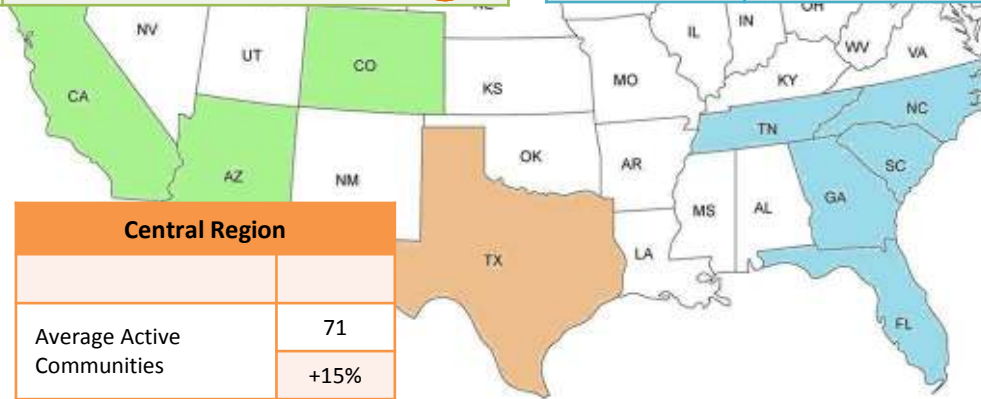 NV
UT
CO
CA
AZ
NM
KS
OK
TX
MO
AR
LA
IL
IN
KY
WV
VA
TN
NC
SC
MS
AL
GA
FL
Central Region
Average Active
Communities
71
+15%